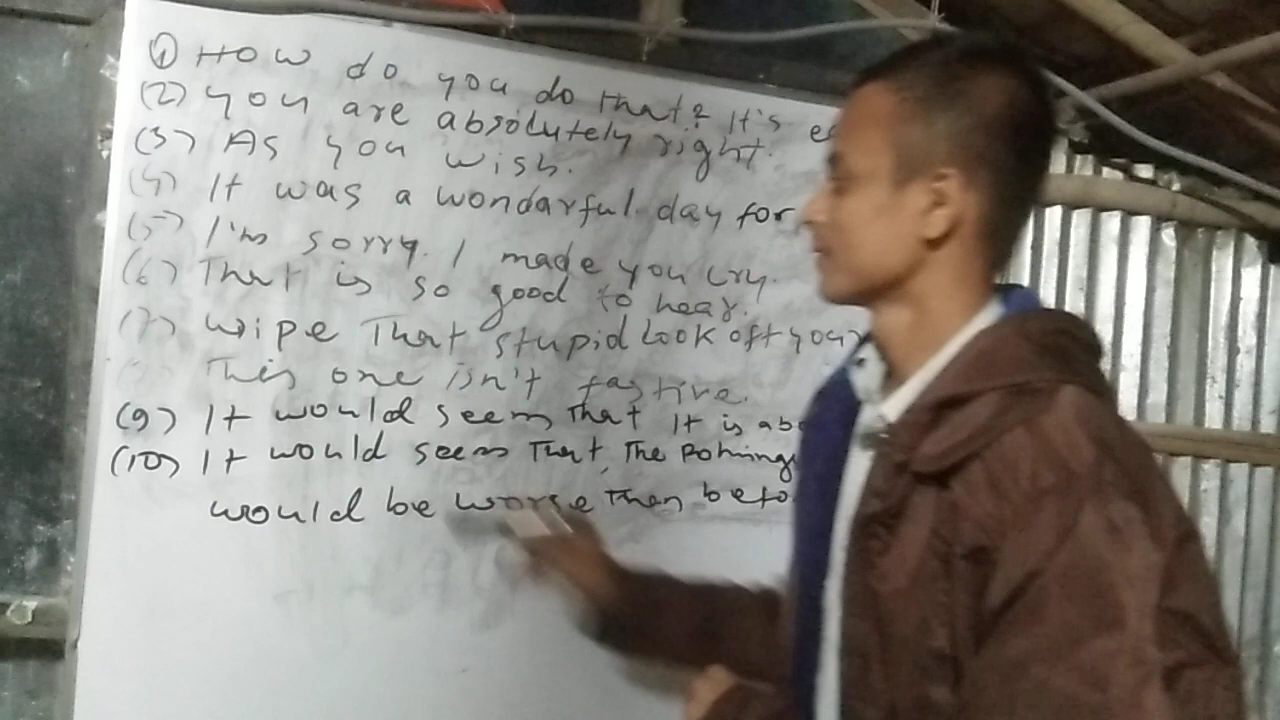 (1) How do you do that? It's
(2) You are absolutely right.
(3) As you wish.
(4) It was a wondarful day for
(5) I'm sorry. I made you cry.
(6) That is so good to hear.
(7) wipe That stupid look off your
This one isn't
(9) It would seem that It is
(10) It would seem That, The
would be worse then